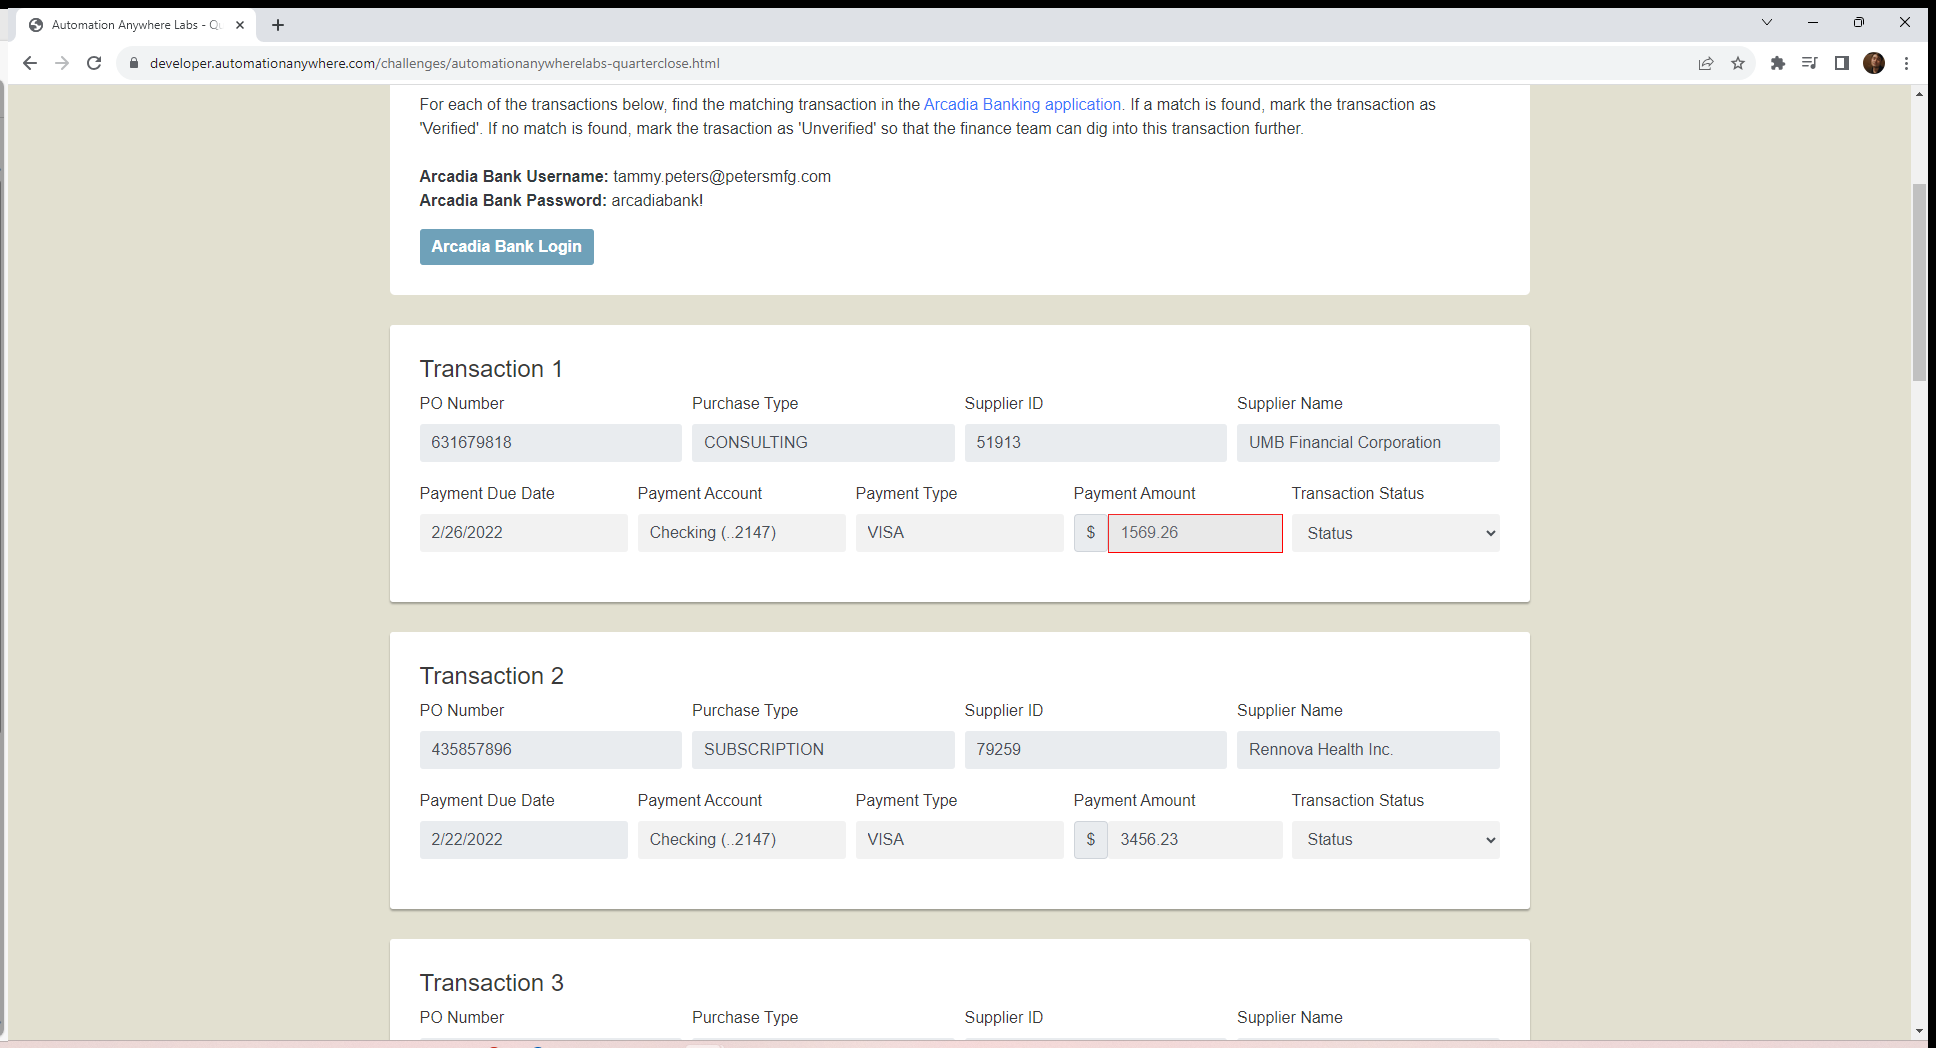 Automation Anywhere Labs - Q
developer.automationanywhere.com/challenges/automationanywherelabs-quarterclose.html
For each of the transactions below, find the matching transaction in the Arcadia Banking application. If a match is found, mark the transaction as
'Verified'. If no match is found, mark the trasaction as 'Unverified' so that the finance team can dig into this transaction further.
Arcadia Bank Username: tammy.peters@petersmfg.com
Arcadia Bank Password: arcadiabank!
Arcadia Bank Login
Transaction 1
PO Number Purchase Type Supplier ID Supplier Name
631679818 CONSULTING 51913 UMB Financial Corporation
Payment Due Date Payment Account Payment Type Payment Amount Transaction Status
2/26/2022 Checking (..2147) VISA $ 1569.26 Status
Transaction 2
PO Number Purchase Type Supplier ID Supplier Name
435857896 SUBSCRIPTION 79259 Rennova Health Inc.
Payment Due Date Payment Account Payment Type Payment Amount Transaction Status
2/22/2022 Checking (..2147) VISA $ 3456.23 Status
Transaction 3
PO Number Purchase Type Supplier ID Supplier Name